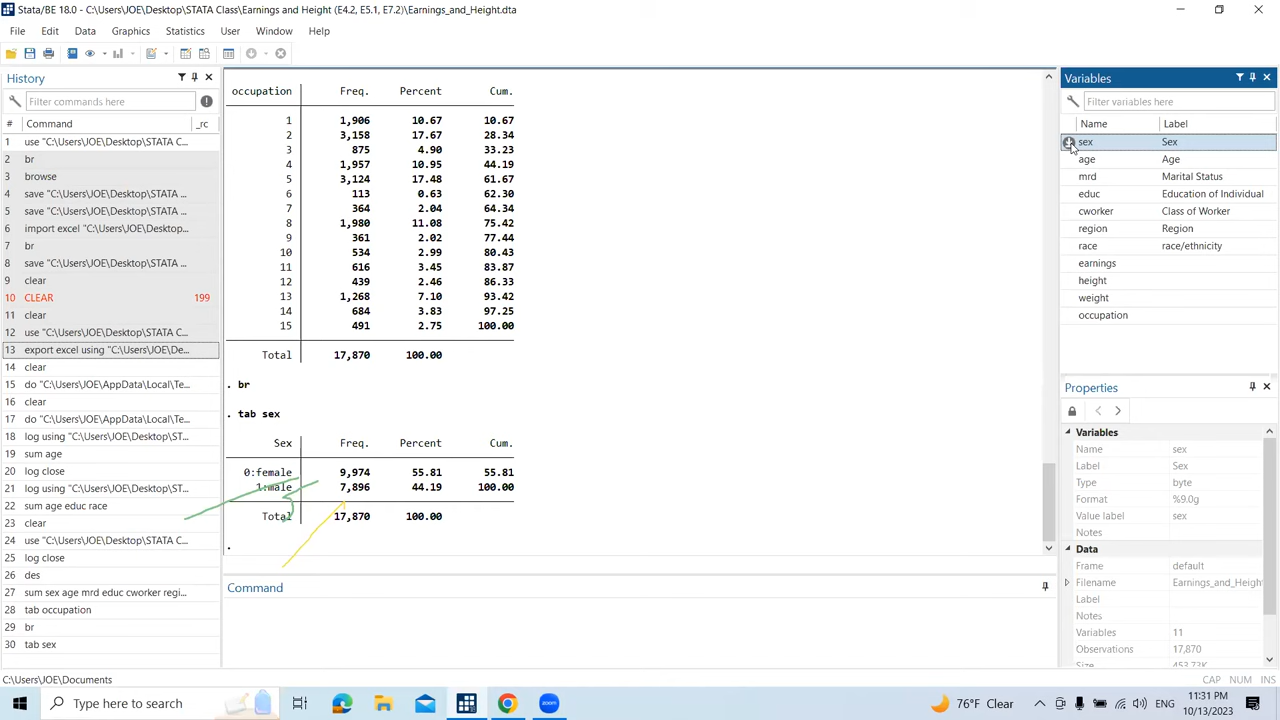 Stata/BE 18.0 - C:\Users\JOE\Desktop\STATA Class\Earnings and Height (E4.2, E5.1, E7.2)\Earnings_and_Height.dta
File Edit Data Graphics Statistics User Window Help
History
Filter commands here
# Command _rc
1 use "C:\Users\JOE\Desktop\STATA C...
2 br
3 browse
4 save "C:\Users\JOE\Desktop\STATA ...
5 save "C:\Users\JOE\Desktop\STATA ...
6 import excel "C:\Users\JOE\Desktop...
7 br
8 save "C:\Users\JOE\Desktop\STATA ...
9 clear
10 CLEAR 199
11 clear
12 use "C:\Users\JOE\Desktop\STATA C...
13 export excel using "C:\Users\JOE\De...
14 clear
15 do "C:\Users\JOE\AppData\Local\Te...
16 clear
17 do "C:\Users\JOE\AppData\Local\Te...
18 log using "C:\Users\JOE\Desktop\ST...
19 sum age
20 log close
21 log using "C:\Users\JOE\Desktop\ST...
22 sum age educ race
23 clear
24 use "C:\Users\JOE\Desktop\STATA C...
25 log close
26 des
27 sum sex age mrd educ cworker regi...
28 tab occupation
29 br
30 tab sex
occupation Freq. Percent Cum.
1 1,906 10.67 10.67
2 3,158 17.67 28.34
3 875 4.90 33.23
4 1,957 10.95 44.19
5 3,124 17.48 61.67
6 113 0.63 62.30
7 364 2.04 64.34
8 1,980 11.08 75.42
9 361 2.02 77.44
10 534 2.99 80.43
11 616 3.45 83.87
12 439 2.46 86.33
13 1,268 7.10 93.42
14 684 3.83 97.25
15 491 2.75 100.00
Total 17,870 100.00
. br
. tab sex
Sex Freq. Percent Cum.
0:female 9,974 55.81 55.81
1:male 7,896 44.19 100.00
Total 17,870 100.00
.
Command
Variables
Filter variables here
Name Label
sex Sex
age Age
mrd Marital Status
educ Education of Individual
cworker Class of Worker
region Region
race race/ethnicity
earnings
height
weight
occupation
Properties
Variables
Name sex
Label Sex
Type byte
Format %9.0g
Value label sex
Notes
Data
Frame default
Filename Earnings_and_Heigh
Label
Notes
Variables 11
Observations 17,870
Size 453.73K
C:\Users\JOE\Documents
CAP NUM INS
Type here to search
zoom
76°F Clear
ENG
11:31 PM
10/13/2023